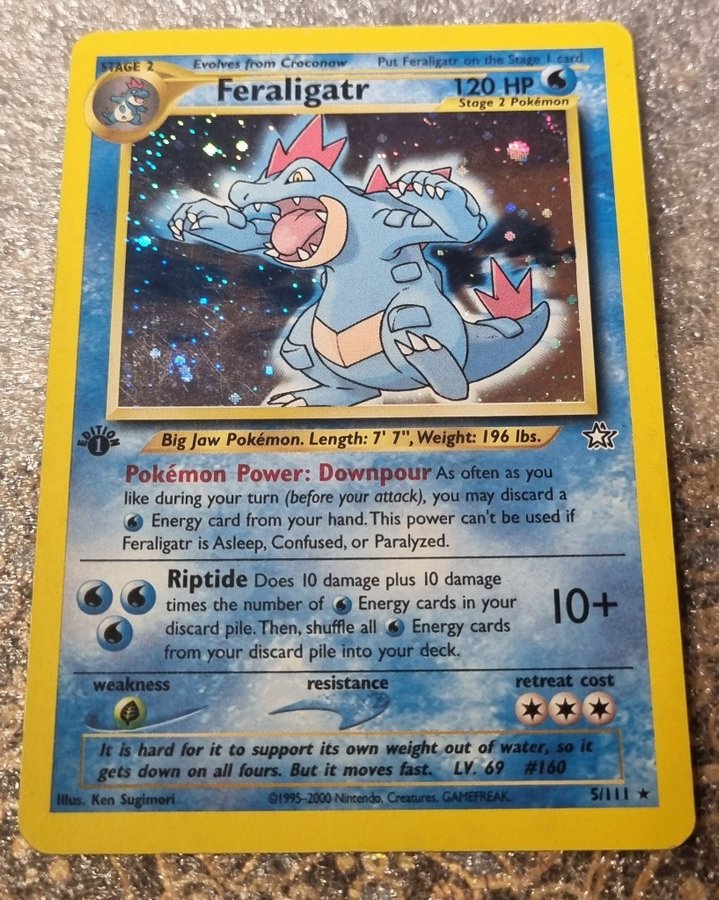 STAGE 2 Evolves from Croconaw Put Feraligatr on the Stage 1 card
Feraligatr 120 HP
Stage 2 Pokémon
EDITION
1
Big Jaw Pokémon. Length: 7' 7", Weight: 196 lbs.
Pokémon Power: Downpour As often as you
like during your turn (before your attack), you may discard a
Energy card from your hand. This power can't be used if
Feraligatr is Asleep, Confused, or Paralyzed.
Riptide Does 10 damage plus 10 damage
times the number of Energy cards in your
discard pile. Then, shuffle all Energy cards
from your discard pile into your deck.
10+
weakness resistance retreat cost
It is hard for it to support its own weight out of water, so it
gets down on all fours. But it moves fast. LV. 69 #160
Illus. Ken Sugimori ©1995-2000 Nintendo, Creatures, GAMEFREAK. 5/111 ★